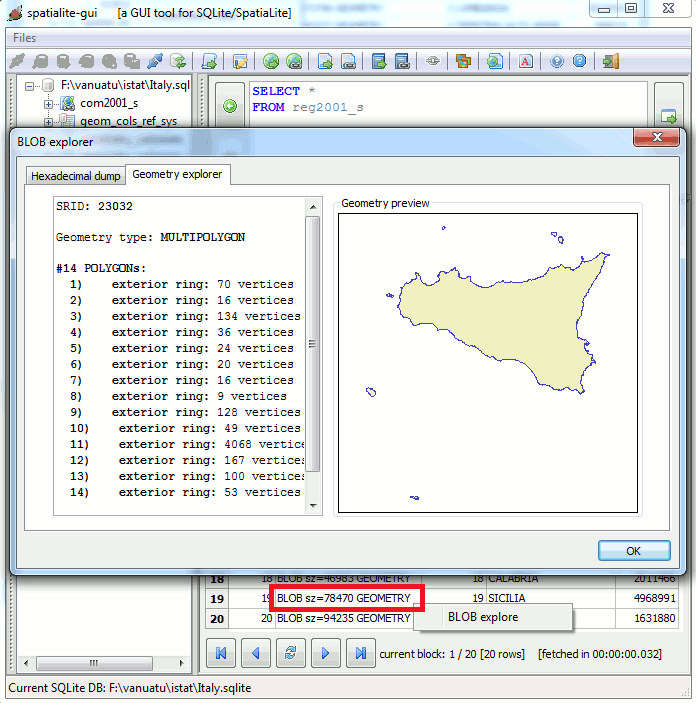 spatialite-gui [a GUI tool for SQLite/SpatiaLite]
Files
F:\vanuatu\istat\Italy.sql
com2001_s
geom_cols_ref_sys
SELECT *
FROM reg2001_s
BLOB explorer
Hexadecimal dump
Geometry explorer
SRID: 23032
Geometry type: MULTIPOLYGON
#14 POLYGONs:
1) exterior ring: 70 vertices
2) exterior ring: 16 vertices
3) exterior ring: 134 vertices
4) exterior ring: 36 vertices
5) exterior ring: 24 vertices
6) exterior ring: 20 vertices
7) exterior ring: 16 vertices
8) exterior ring: 9 vertices
9) exterior ring: 128 vertices
10) exterior ring: 49 vertices
11) exterior ring: 4068 vertice
12) exterior ring: 167 vertices
13) exterior ring: 100 vertices
14) exterior ring: 53 vertices
Geometry preview
OK
18 18 BLOB sz=46983 GEOMETRY 18 CALABRIA 2011466
19 19 BLOB sz=78470 GEOMETRY 19 SICILIA 4968991
20 20 BLOB sz=94235 GEOMETRY 1631880
BLOB explore
current block: 1 / 20 [20 rows] [fetched in 00:00:00.032]
Current SQLite DB: F:\vanuatu\istat\Italy.sqlite